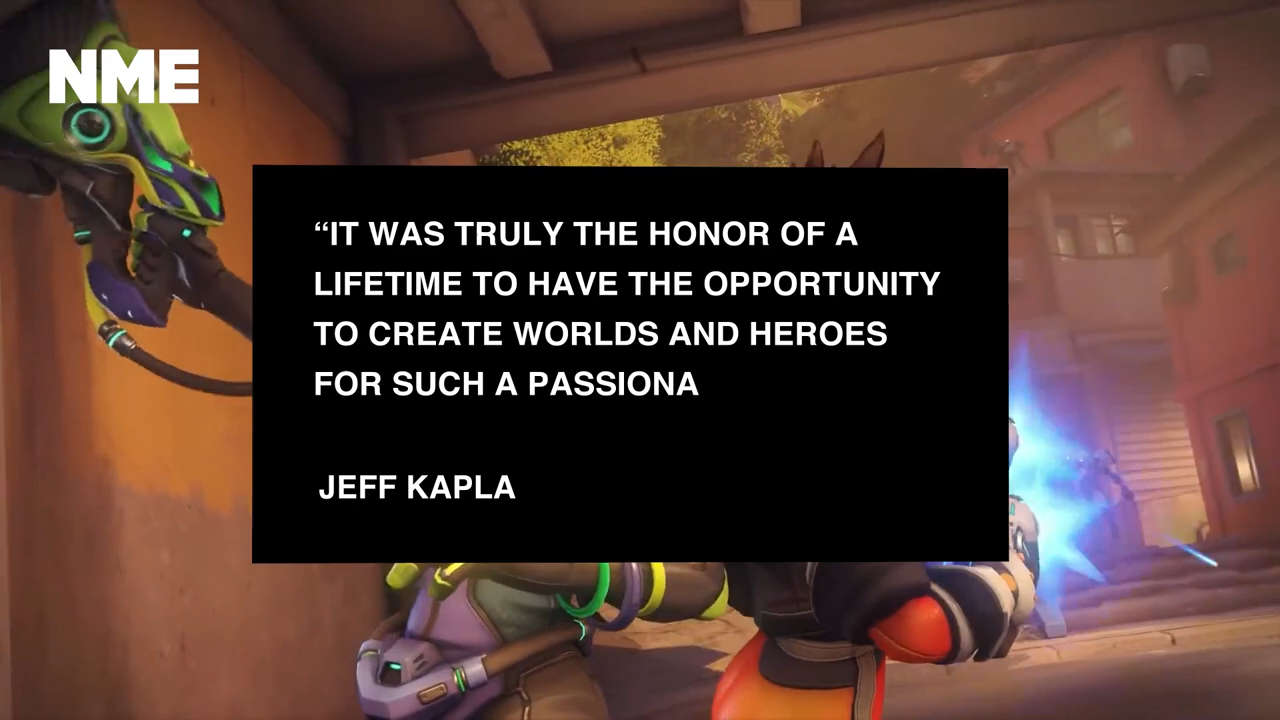 NME
“IT WAS TRULY THE HONOR OF A
LIFETIME TO HAVE THE OPPORTUNITY
TO CREATE WORLDS AND HEROES
FOR SUCH A PASSIONA
JEFF KAPLA